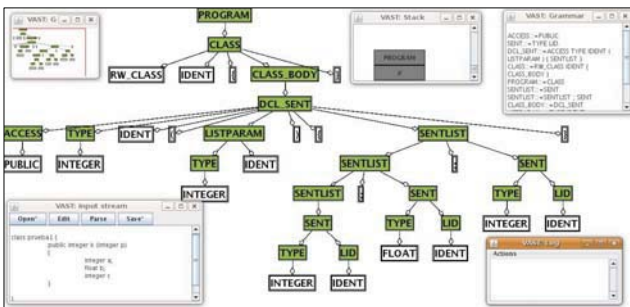 PROGRAM
VAST: G
VAST: Stack
PROGRAM
#
VAST: Grammar
ACCESS::=PUBLIC
SENT::=TYPE LID
DCL_SENT::=ACCESS TYPE IDENT (
LISTPARAM ) { SENTLIST }
CLASS::=RW_CLASS IDENT {
CLASS_BODY }
PROGRAM::=CLASS
SENTLIST::=SENT
SENTLIST::=SENTLIST ; SENT
CLASS_BODY::=DCL_SENT
CLASS
RW_CLASS IDENT { CLASS_BODY }
DCL_SENT
ACCESS TYPE IDENT ( LISTPARAM ) { SENTLIST }
PUBLIC INTEGER TYPE IDENT SENTLIST ; SENT
INTEGER SENTLIST ; SENT TYPE LID
SENT TYPE LID INTEGER IDENT
TYPE LID FLOAT IDENT
INTEGER IDENT
VAST: Input stream
Open* Edit Parse Save*
class prueba1 {
public integer k (integer p)
{
integer a;
float b;
integer c
}
VAST: Log
Actions